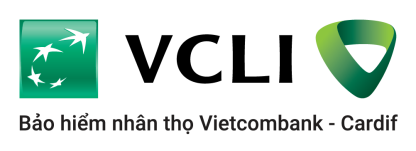 VCLI
Bảo hiểm nhân thọ Vietcombank - Cardif